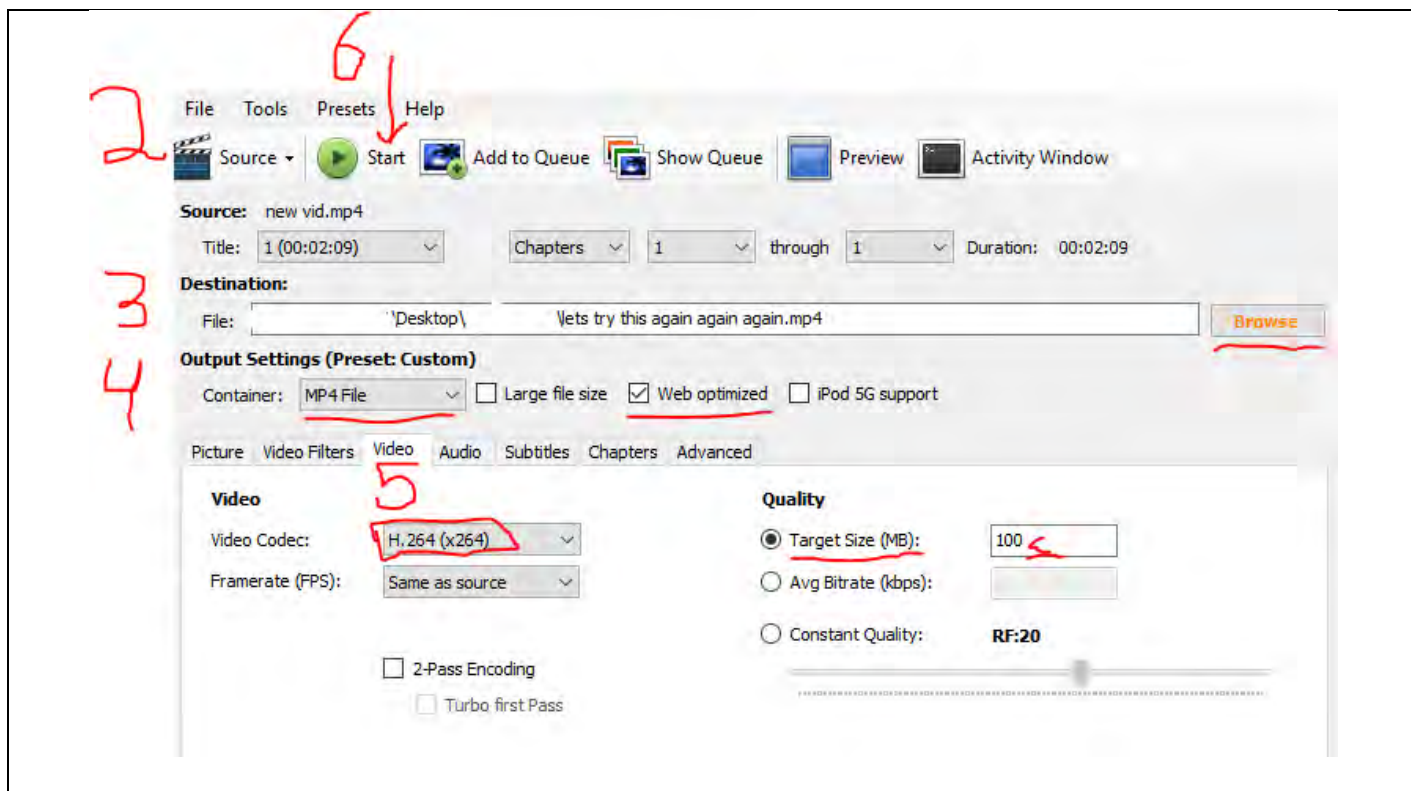 6
2
File Tools Presets Help
Source Start Add to Queue Show Queue Preview Activity Window
Source: new vid.mp4
Title: 1 (00:02:09) Chapters 1 through 1 Duration: 00:02:09
3
Destination:
File: \Desktop\ \lets try this again again again.mp4 Browse
4
Output Settings (Preset: Custom)
Container: MP4 File Large file size Web optimized iPod 5G support
Picture Video Filters Video Audio Subtitles Chapters Advanced
5
Video Quality
Video Codec: H.264 (x264) Target Size (MB): 100
Framerate (FPS): Same as source Avg Bitrate (kbps):
Constant Quality: RF:20
2-Pass Encoding
Turbo first Pass